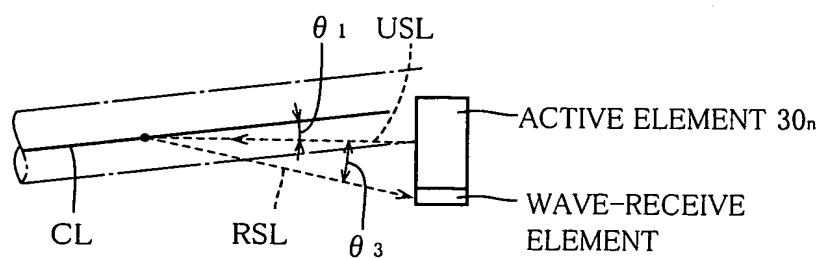 θ 1 USL
ACTIVE ELEMENT 30n
WAVE-RECEIVE
ELEMENT
CL RSL θ 3